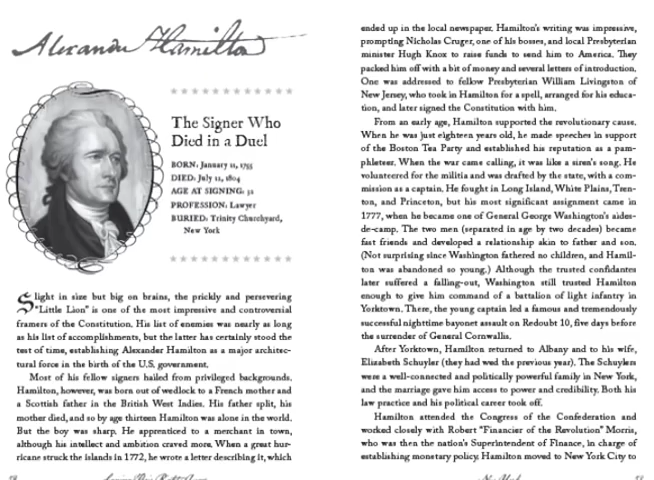 Alexander Hamilton
The Signer Who
Died in a Duel
BORN: January 11, 1755
DIED: July 12, 1804
AGE AT SIGNING: 32
PROFESSION: Lawyer
BURIED: Trinity Churchyard,
New York
Slight in size but big on brains, the prickly and persevering
“Little Lion” is one of the most impressive and controversial
framers of the Constitution. His list of enemies was nearly as long
as his list of accomplishments, but the latter has certainly stood the
test of time, establishing Alexander Hamilton as a major architec-
tural force in the birth of the U.S. government.
Most of his fellow signers hailed from privileged backgrounds.
Hamilton, however, was born out of wedlock to a French mother and
a Scottish father in the British West Indies. His father split, his
mother died, and so by age thirteen Hamilton was alone in the world.
But the boy was sharp. He apprenticed to a merchant in town,
although his intellect and ambition craved more. When a great hur-
ricane struck the islands in 1772, he wrote a letter describing it, which
ended up in the local newspaper. Hamilton’s writing was impressive,
prompting Nicholas Cruger, one of his bosses, and local Presbyterian
minister Hugh Knox to raise funds to send him to America. They
packed him off with a bit of money and several letters of introduction.
One was addressed to fellow Presbyterian William Livingston of
New Jersey, who took in Hamilton for a spell, arranged for his educa-
tion, and later signed the Constitution with him.
From an early age, Hamilton supported the revolutionary cause.
When he was just eighteen years old, he made speeches in support
of the Boston Tea Party and established his reputation as a pam-
phleteer. When the war came calling, it was like a siren’s song. He
volunteered for the militia and was drafted by the state, with a com-
mission as a captain. He fought in Long Island, White Plains, Tren-
ton, and Princeton, but his most significant assignment came in
1777, when he became one of General George Washington’s aides-
de-camp. The two men (separated in age by two decades) became
fast friends and developed a relationship akin to father and son.
(Not surprising since Washington fathered no children, and Hamil-
ton was abandoned so young.) Although the trusted confidantes
later suffered a falling-out, Washington still trusted Hamilton
enough to give him command of a battalion of light infantry in
Yorktown. There, the young captain led a famous and tremendously
successful nighttime bayonet assault on Redoubt 10, five days before
the surrender of General Cornwallis.
After Yorktown, Hamilton returned to Albany and to his wife,
Elizabeth Schuyler (they had wed the previous year). The Schuylers
were a well-connected and politically powerful family in New York,
and the marriage gave him access to power and credibility. Both his
law practice and his political career took off.
Hamilton attended the Congress of the Confederation and
worked closely with Robert “Financier of the Revolution” Morris,
who was then the nation’s Superintendent of Finance, in charge of
establishing monetary policy. Hamilton moved to New York City to